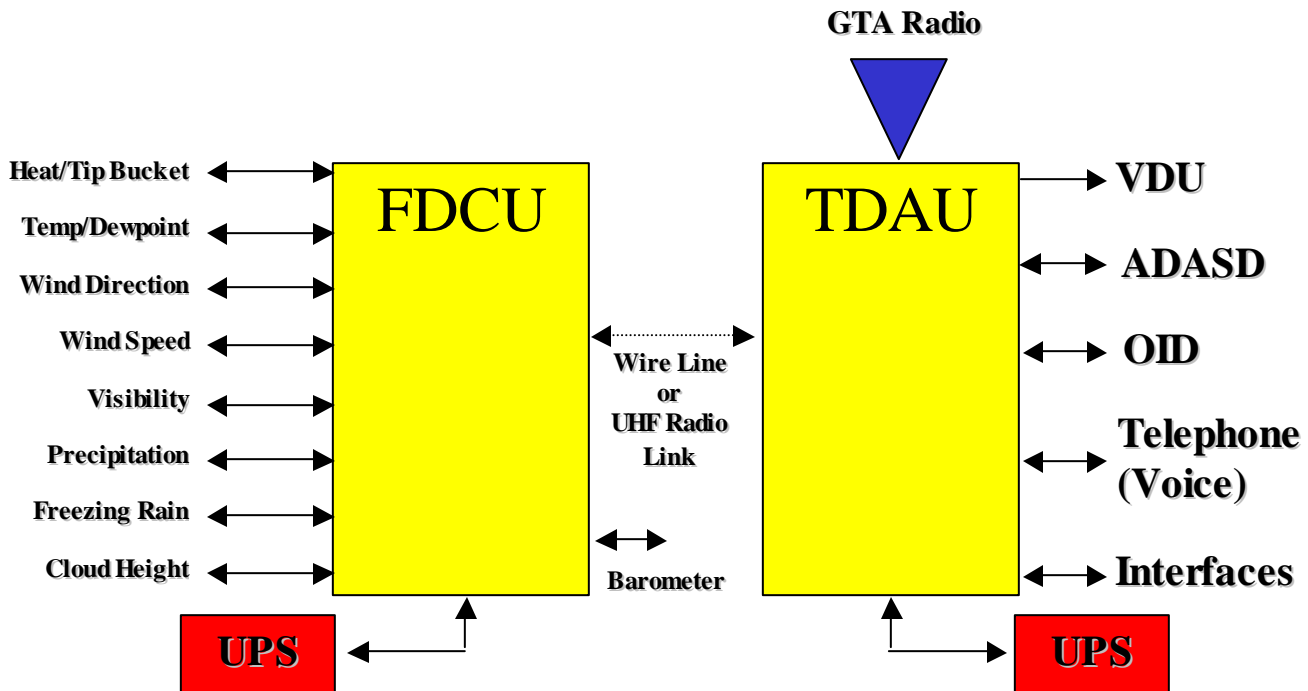 GTA Radio
Heat/Tip Bucket
Temp/Dewpoint
Wind Direction
Wind Speed
Visibility
Precipitation
Freezing Rain
Cloud Height
FDCU
Wire Line
or
UHF Radio
Link
Barometer
TDAU
VDU
ADASD
OID
Telephone
(Voice)
Interfaces
UPS
UPS